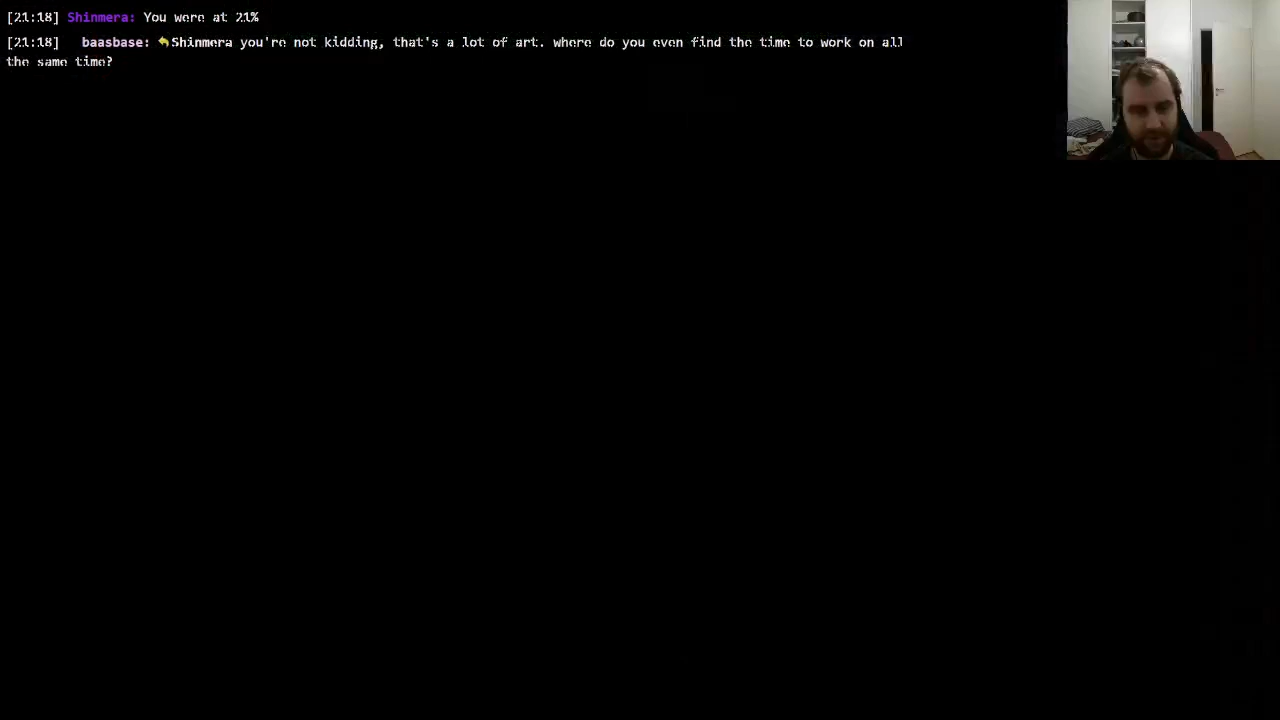 [21:18] Shinmera: You were at 21%
[21:18] baasbase: Shinmera you're not kidding, that's a lot of art. where do you even find the time to work on all
the same time?